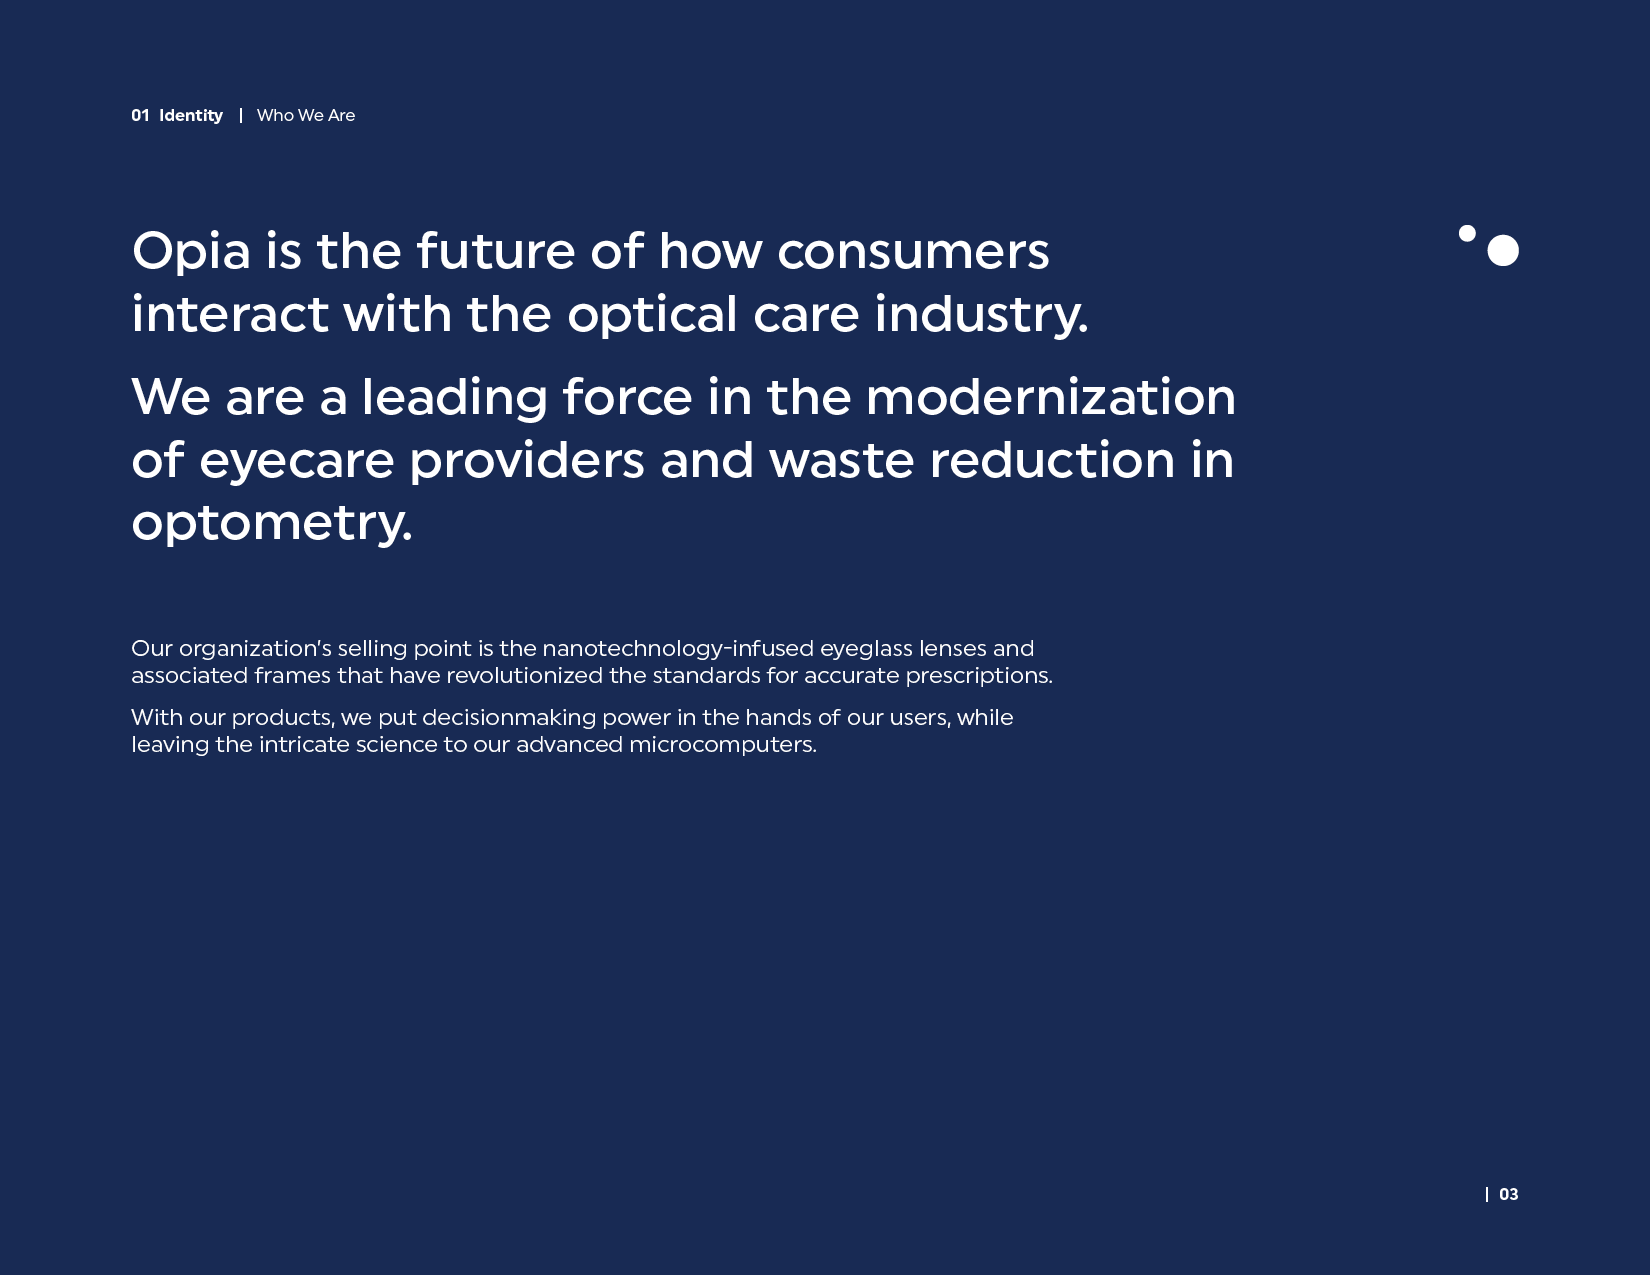 01 Identity | Who We Are
Opia is the future of how consumers
interact with the optical care industry.
We are a leading force in the modernization
of eyecare providers and waste reduction in
optometry.
Our organization's selling point is the nanotechnology-infused eyeglass lenses and
associated frames that have revolutionized the standards for accurate prescriptions.
With our products, we put decisionmaking power in the hands of our users, while
leaving the intricate science to our advanced microcomputers.
| 03